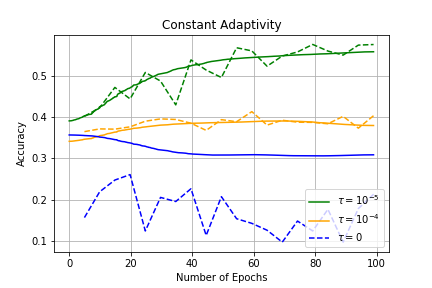 Constant Adaptivity
Accuracy
0.5
0.4
0.3
0.2
0.1
τ = 10⁻⁵
τ = 10⁻⁴
τ = 0
0 20 40 60 80 100
Number of Epochs